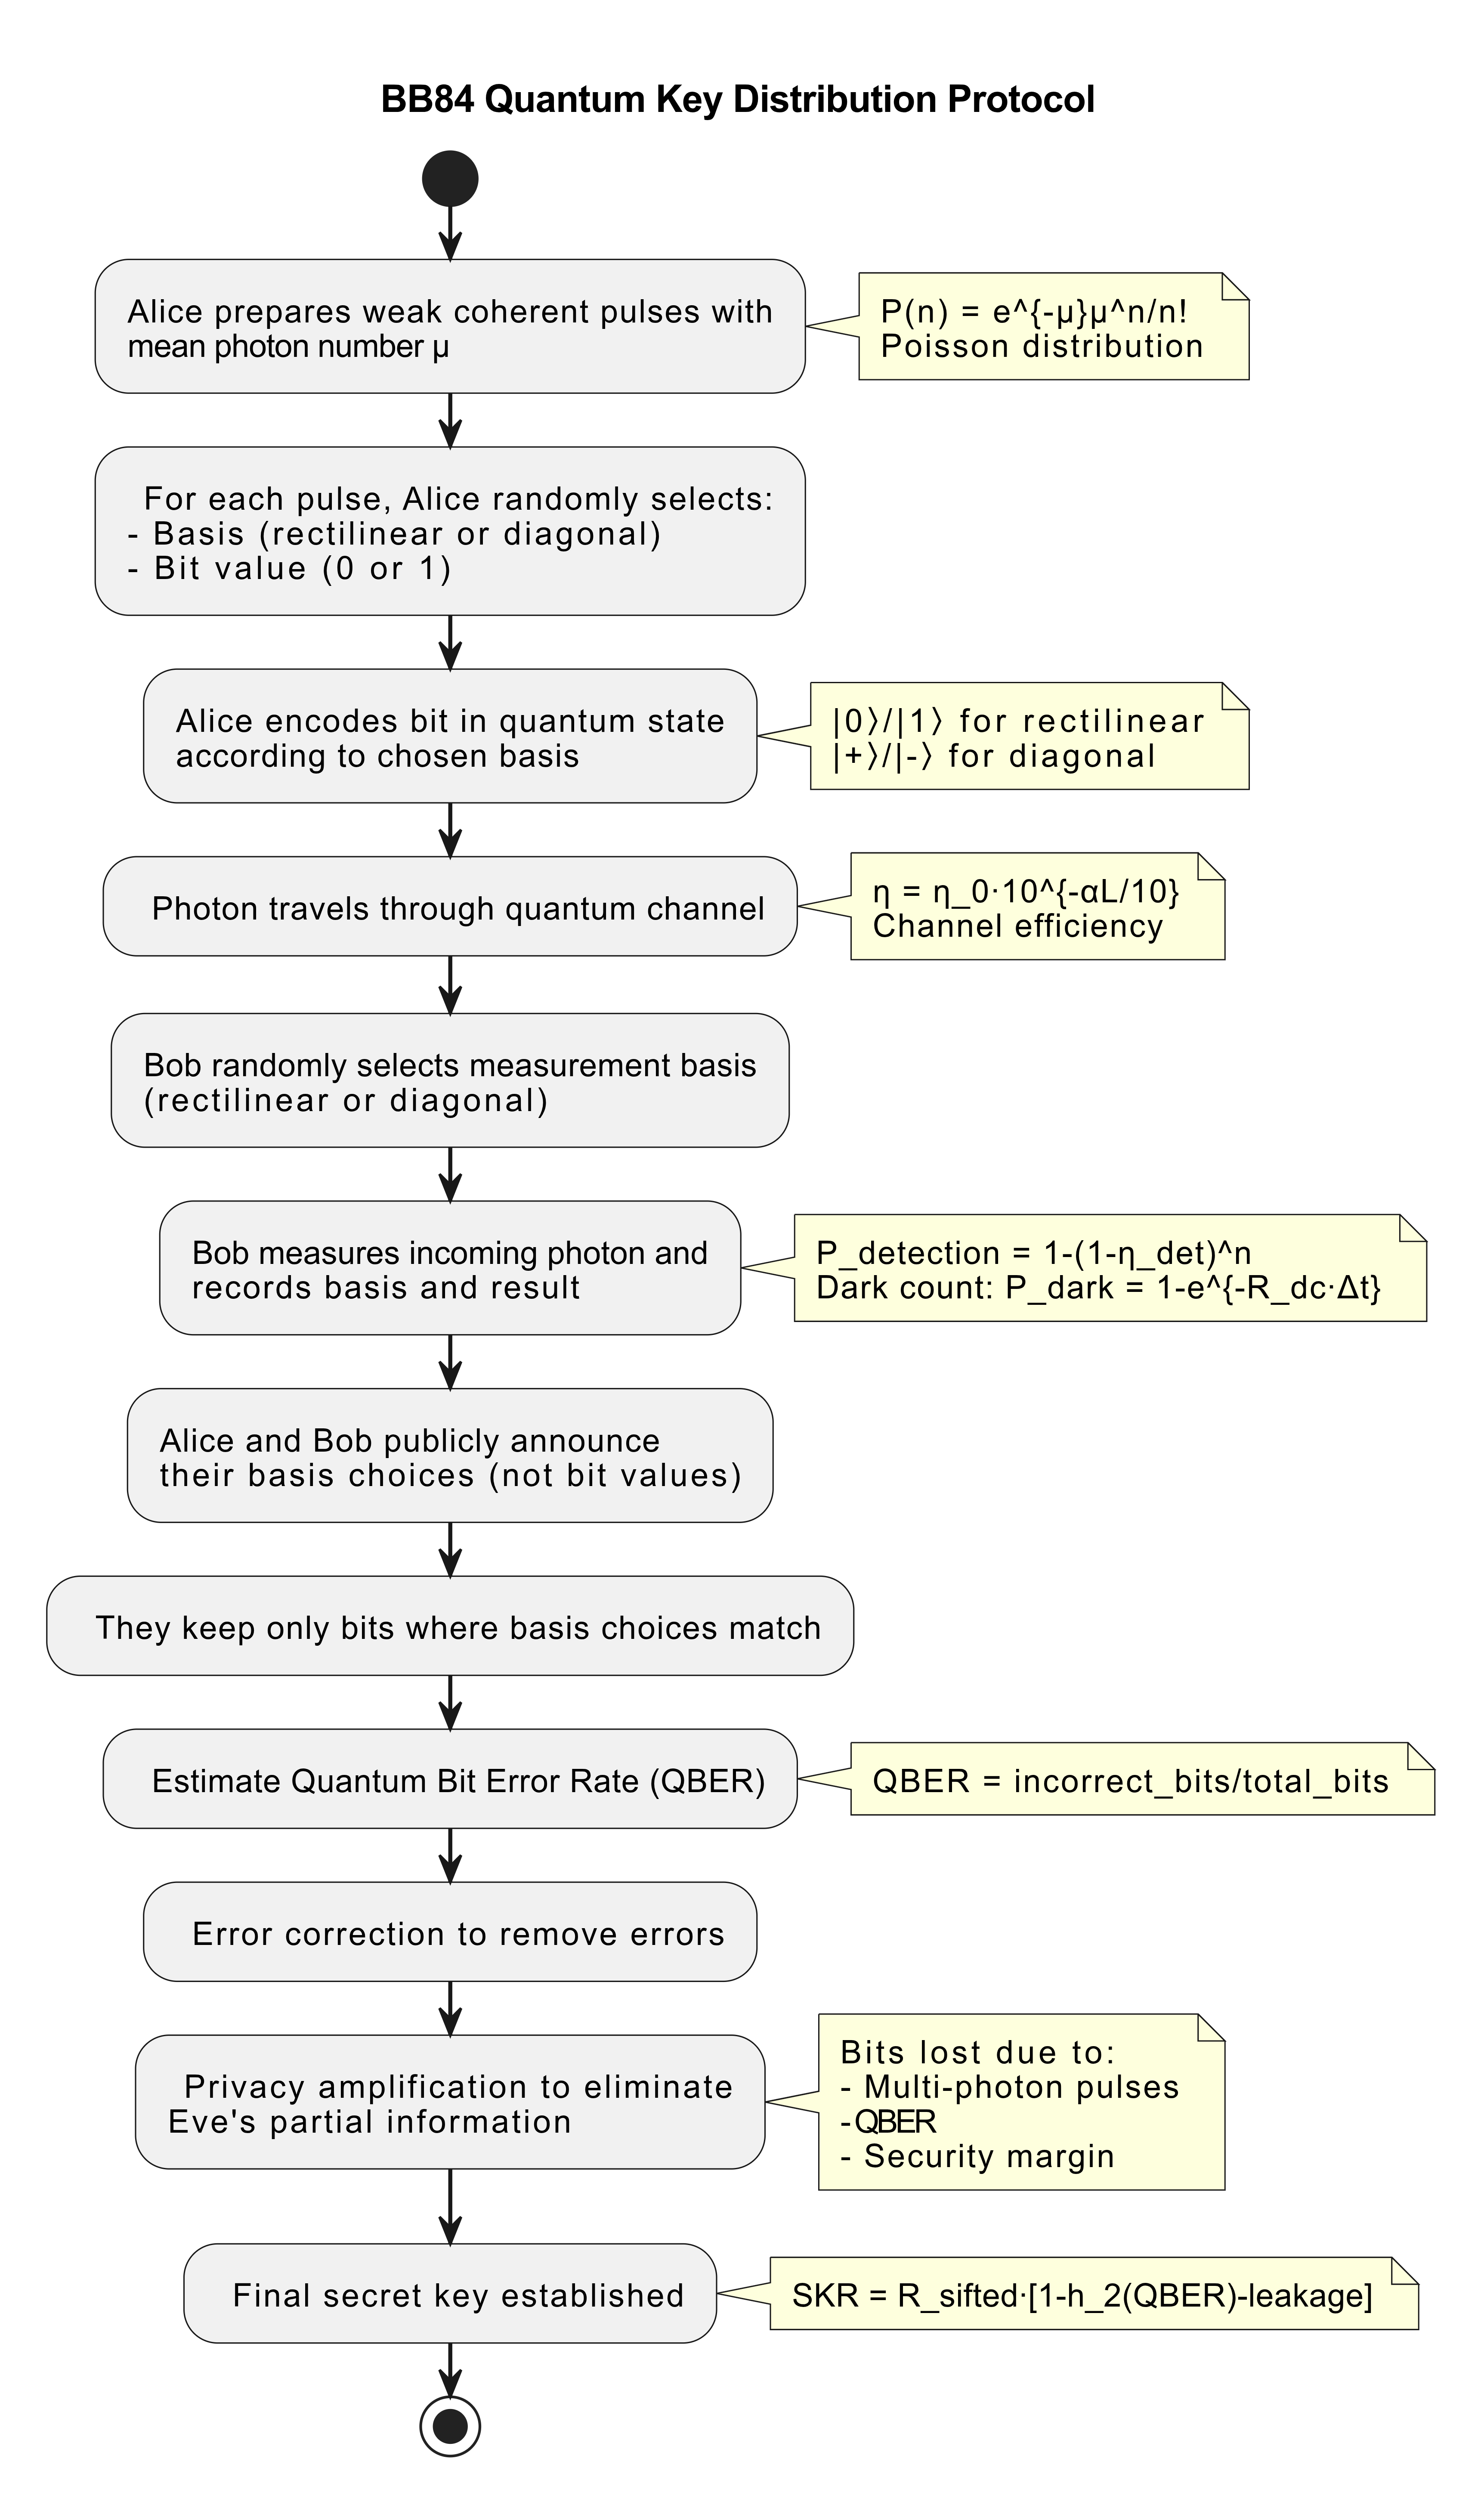 BB84 Quantum Key Distribution Protocol
Alice prepares weak coherent pulses with
mean photon number μ
P(n) = e^{-μ}μ^n/n!
Poisson distribution
For each pulse, Alice randomly selects:
- Basis (rectilinear or diagonal)
- Bit value (0 or 1)
Alice encodes bit in quantum state
according to chosen basis
|0⟩/|1⟩ for rectilinear
|+⟩/|-⟩ for diagonal
Photon travels through quantum channel
η = η_0·10^{-αL/10}
Channel efficiency
Bob randomly selects measurement basis
(rectilinear or diagonal)
Bob measures incoming photon and
records basis and result
P_detection = 1-(1-η_det)^n
Dark count: P_dark = 1-e^{-R_dc·Δt}
Alice and Bob publicly announce
their basis choices (not bit values)
They keep only bits where basis choices match
Estimate Quantum Bit Error Rate (QBER)
QBER = incorrect_bits/total_bits
Error correction to remove errors
Privacy amplification to eliminate
Eve's partial information
Bits lost due to:
- Multi-photon pulses
- QBER
- Security margin
Final secret key established
SKR = R_sifted·[1-h_2(QBER)-leakage]